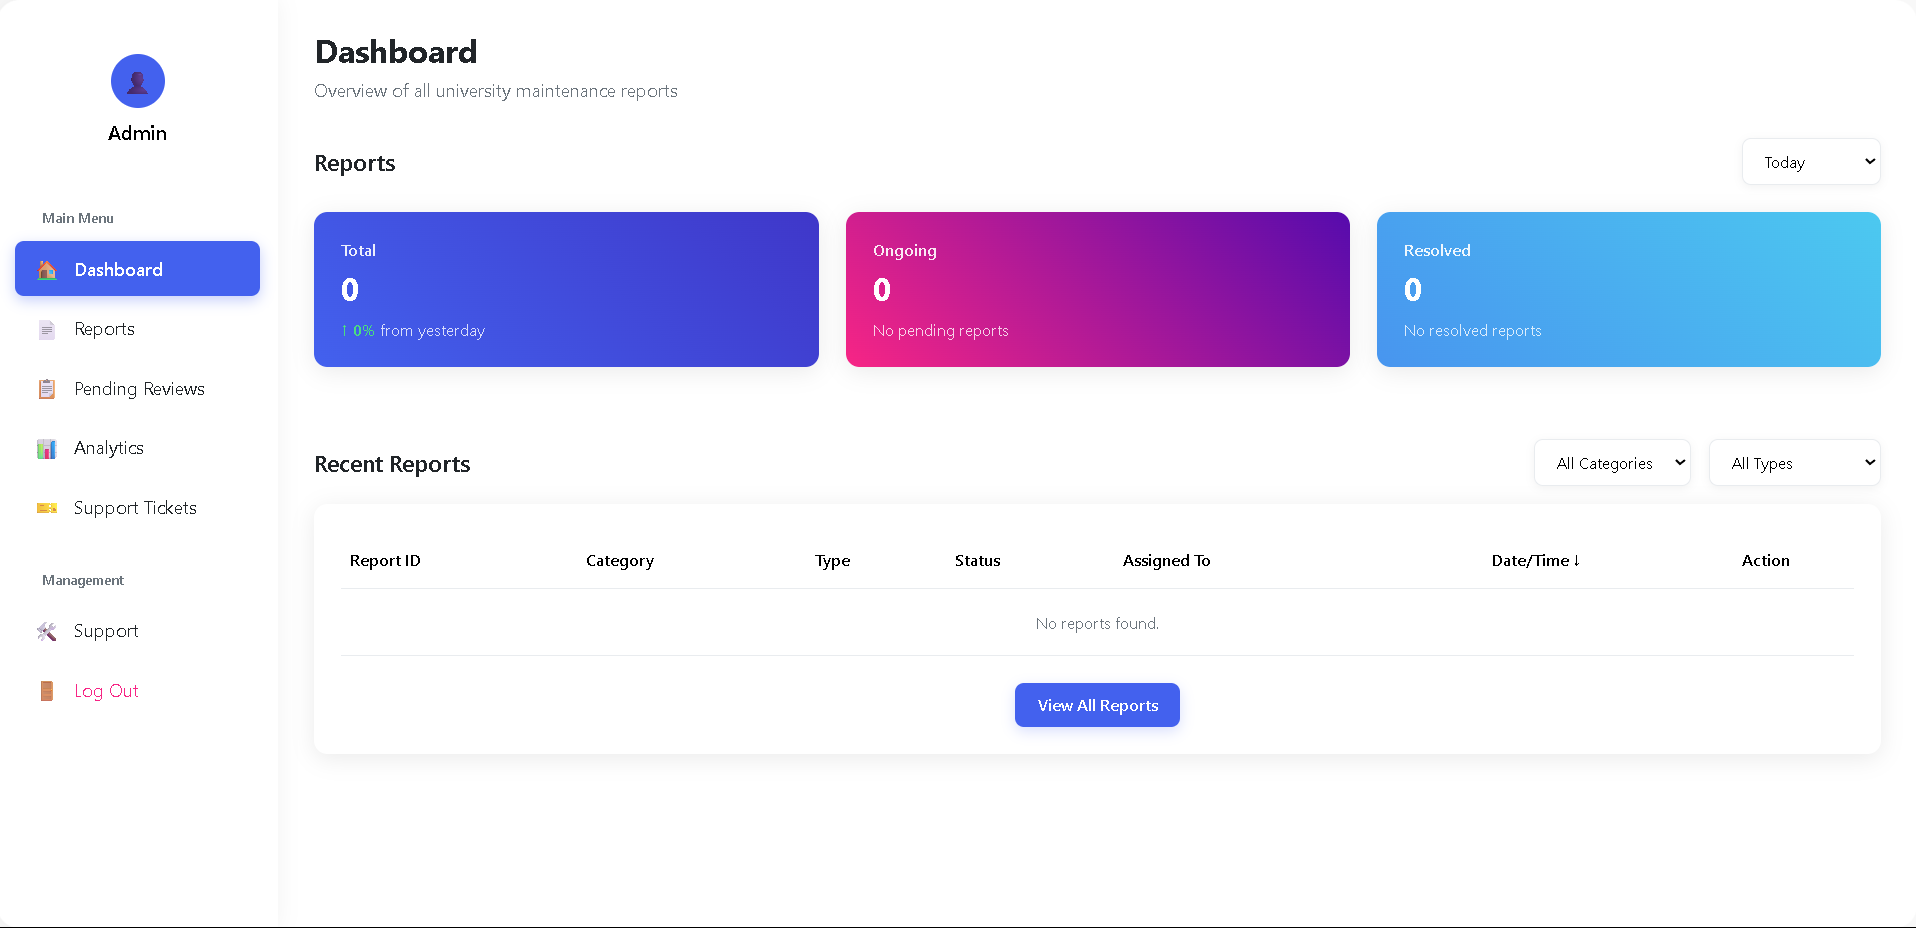 Admin
Main Menu
Dashboard
Reports
Pending Reviews
Analytics
Support Tickets
Management
Support
Log Out
Dashboard
Overview of all university maintenance reports
Reports
Today
Total
0
↑ 0% from yesterday
Ongoing
0
No pending reports
Resolved
0
No resolved reports
Recent Reports
All Categories
All Types
Report ID Category Type Status Assigned To Date/Time ↓ Action
No reports found.
View All Reports